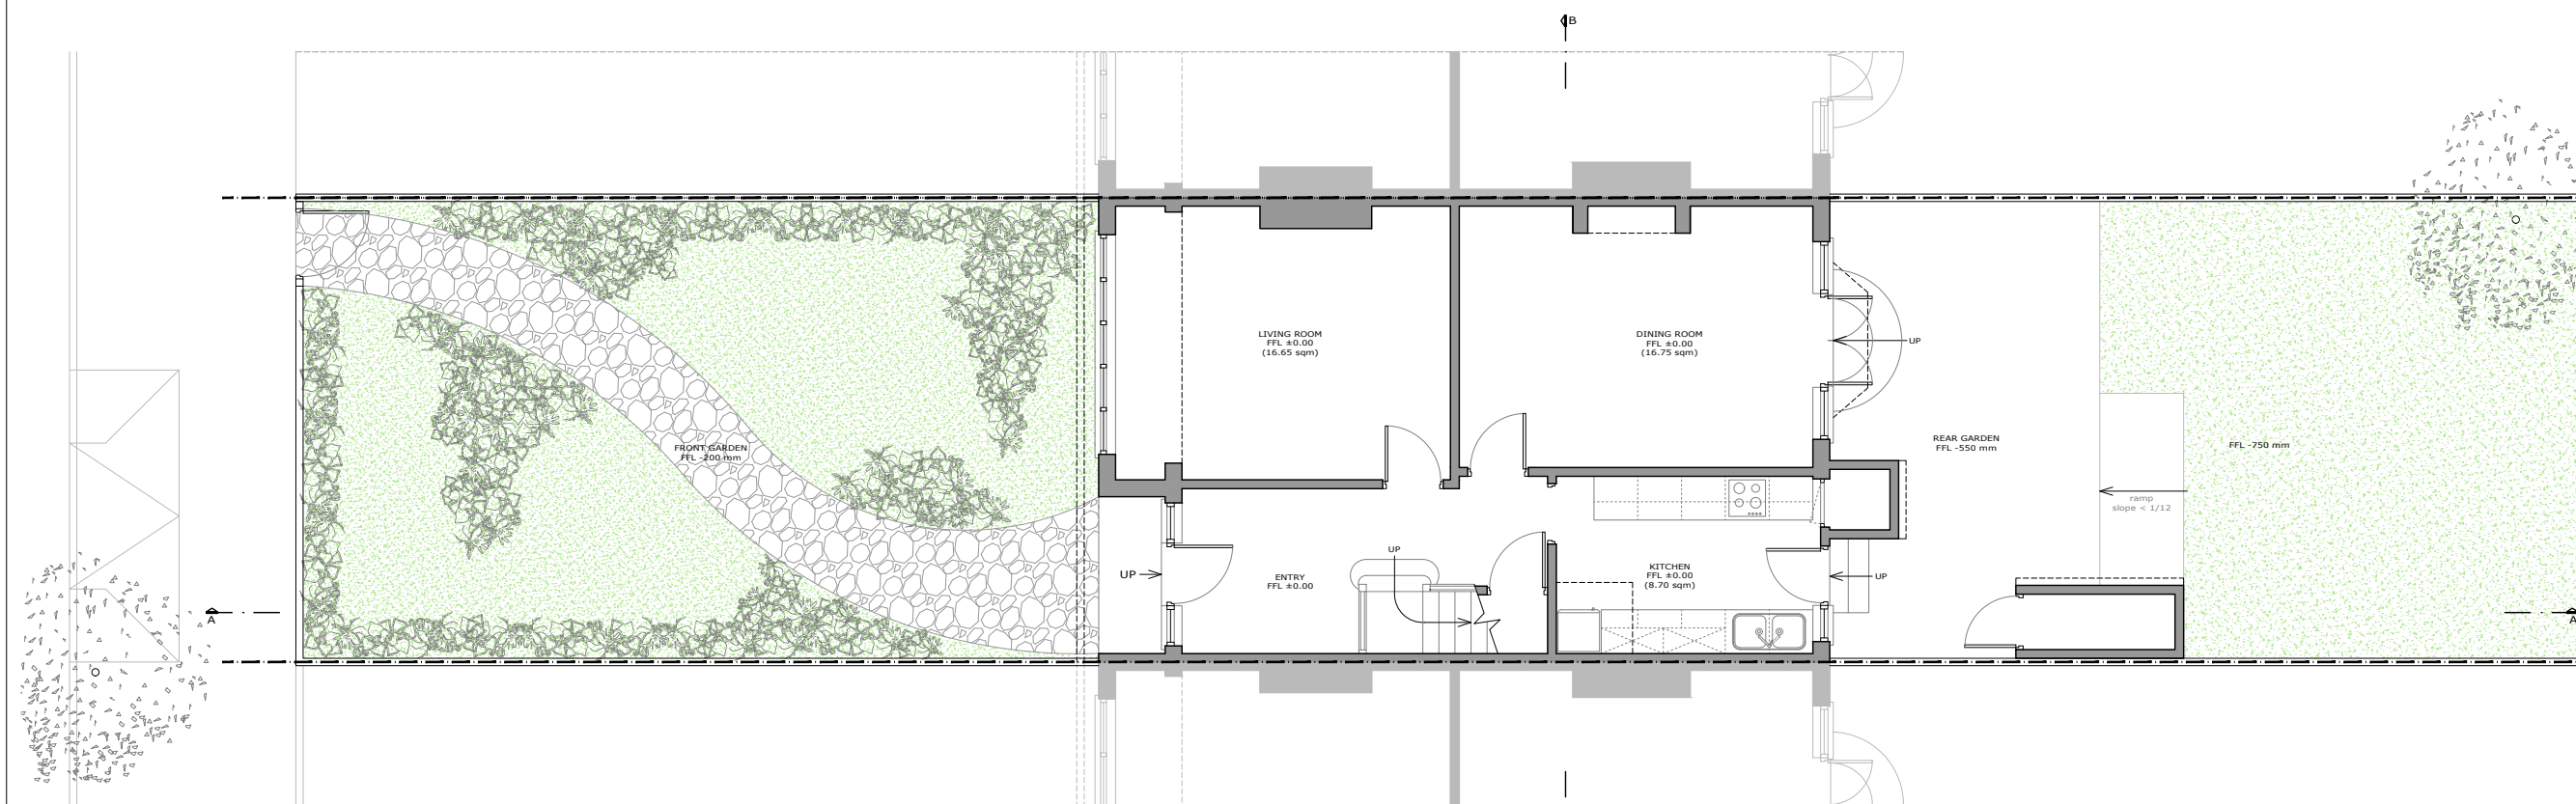 B
LIVING ROOM
FFL ±0.00
(16.65 sqm)
DINING ROOM
FFL ±0.00
(16.75 sqm)
UP
FRONT GARDEN
FFL -200 mm
REAR GARDEN
FFL -550 mm
FFL -750 mm
ramp
slope < 1/12
UP
UP
ENTRY
FFL ±0.00
KITCHEN
FFL ±0.00
(8.70 sqm)
UP
A
A